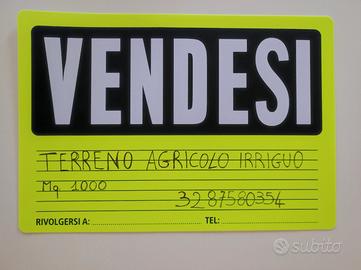 VENDESI
TERRENO AGRICOLO IRRIGUO
Mq 1000
3287580354
RIVOLGERSI A: TEL:
subito